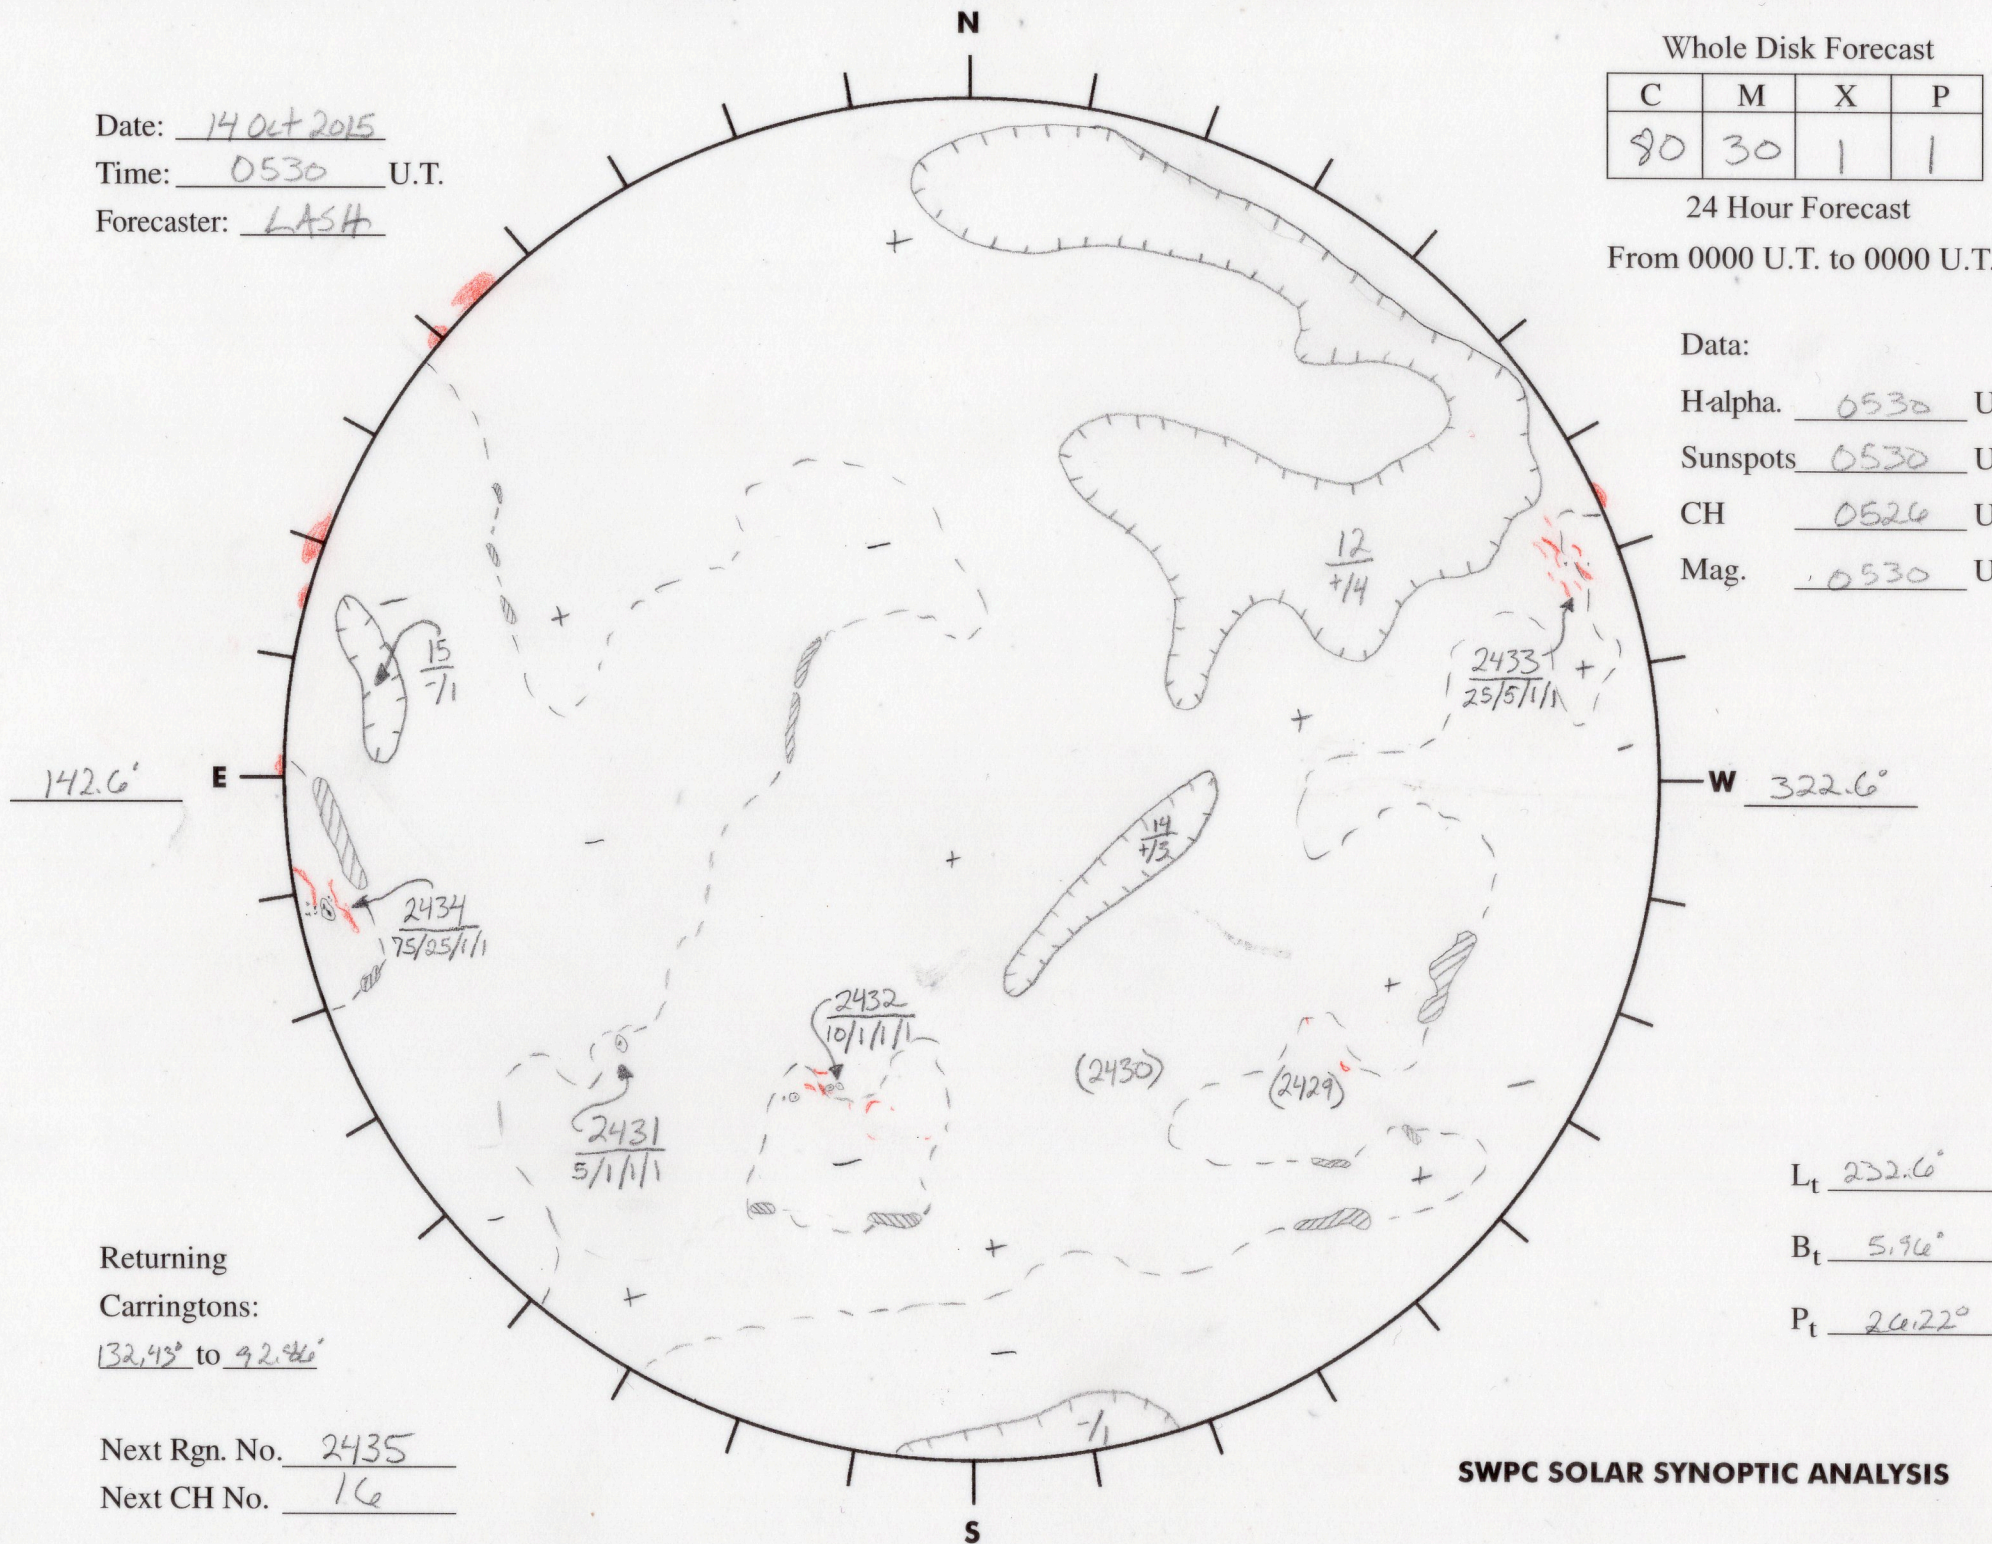 N
Whole Disk Forecast
C M X P
80 30 1 1
24 Hour Forecast
From 0000 U.T. to 0000 U.T.
Date: 14 Oct 2015
Time: 0530 U.T.
Forecaster: LASH
Data:
H-alpha. 0530 U
Sunspots 0530 U
CH 0526 U
Mag. 0530 U
+
−
12
+/4
+
−
15
-/1
2433
25/5/1/1
+
+
−
142.6° E
W 322.6°
−
+
14
+/3
2434
75/25/1/1
2432
10/1/1/1
+
(2430)
(2429)
−
2431
5/1/1/1
−
+
−
+
+
−
-/1
Lt 232.6°
Bt 5.96°
Pt 26.22°
Returning
Carringtons:
132.43° to 92.86°
Next Rgn. No. 2435
Next CH No. 16
SWPC SOLAR SYNOPTIC ANALYSIS
S